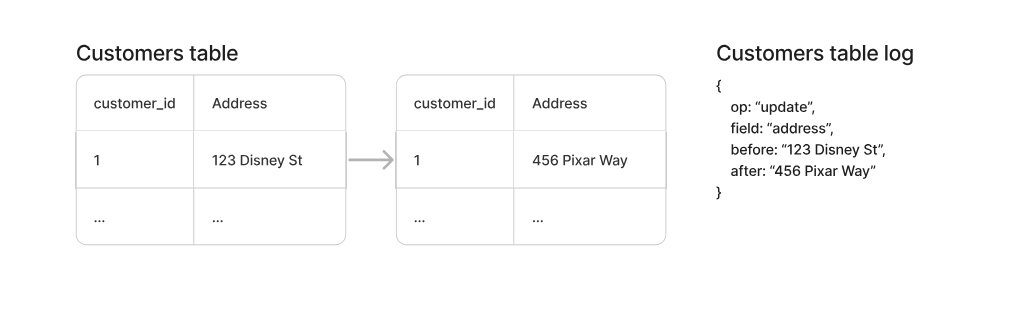 Customers table
customer_id Address
1 123 Disney St
... ...
customer_id Address
1 456 Pixar Way
... ...
Customers table log
{
op: “update”,
field: “address”,
before: “123 Disney St”,
after: “456 Pixar Way”
}